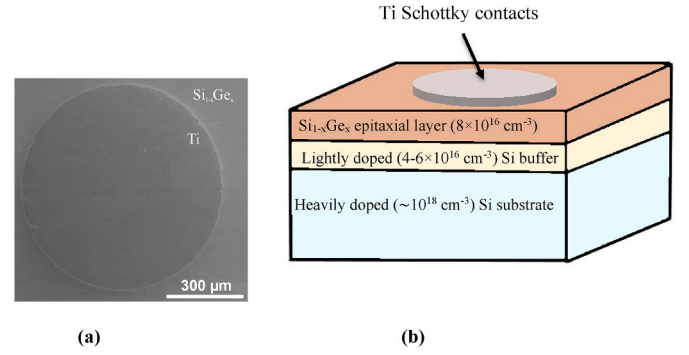 Ti Schottky contacts
Si₁₋ₓGeₓ
Ti
300 μm
Si₁₋ₓGeₓ epitaxial layer (8×10¹⁶ cm⁻³)
Lightly doped (4-6×10¹⁶ cm⁻³) Si buffer
Heavily doped (~10¹⁸ cm⁻³) Si substrate
(a)
(b)